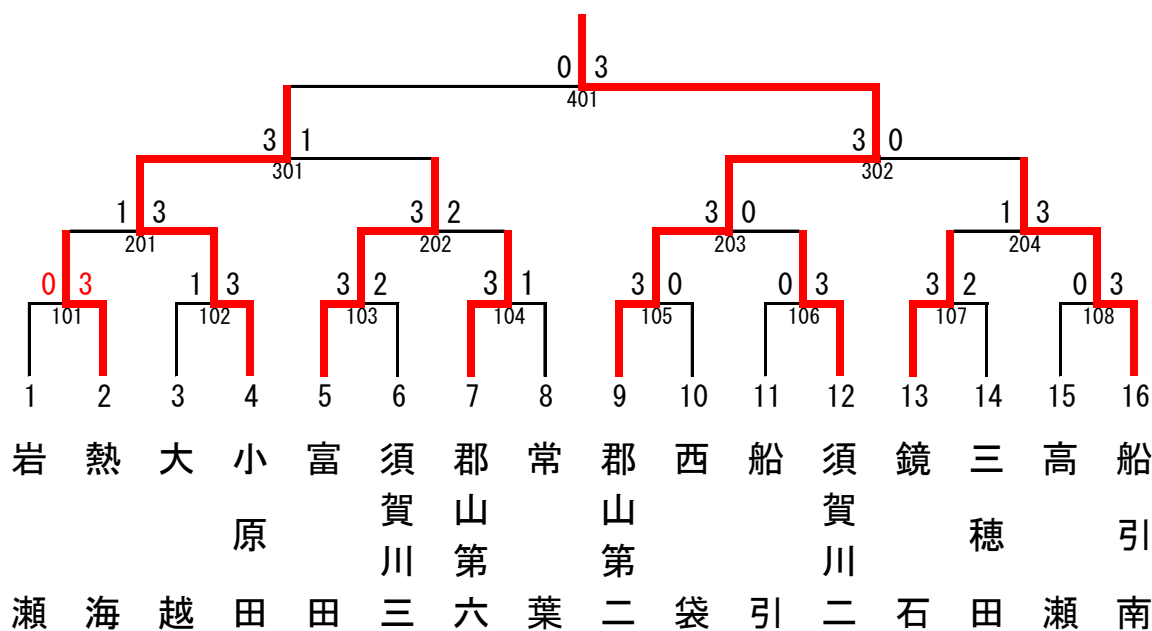 0 3
401
3 1
301
3 0
302
1 3
201
3 2
202
3 0
203
1 3
204
0 3
101
1 3
102
3 2
103
3 1
104
3 0
105
0 3
106
3 2
107
0 3
108
1 2 3 4 5 6 7 8 9 10 11 12 13 14 15 16
岩瀬
熱海
大越
小原田
富田
須賀川三
郡山第六
常葉
郡山第二
西袋
船引
須賀川二
鏡石
三穂田
高瀬
船引南